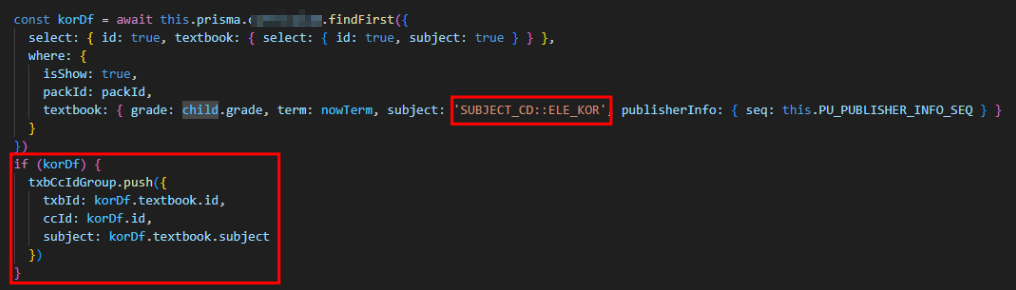 const korDf = await this.prisma.c .findFirst({
select: { id: true, textbook: { select: { id: true, subject: true } } },
where: {
isShow: true,
packId: packId,
textbook: { grade: child.grade, term: nowTerm, subject: 'SUBJECT_CD::ELE_KOR', publisherInfo: { seq: this.PU_PUBLISHER_INFO_SEQ } }
}
})
if (korDf) {
txbCcIdGroup.push({
txbId: korDf.textbook.id,
ccId: korDf.id,
subject: korDf.textbook.subject
})
}